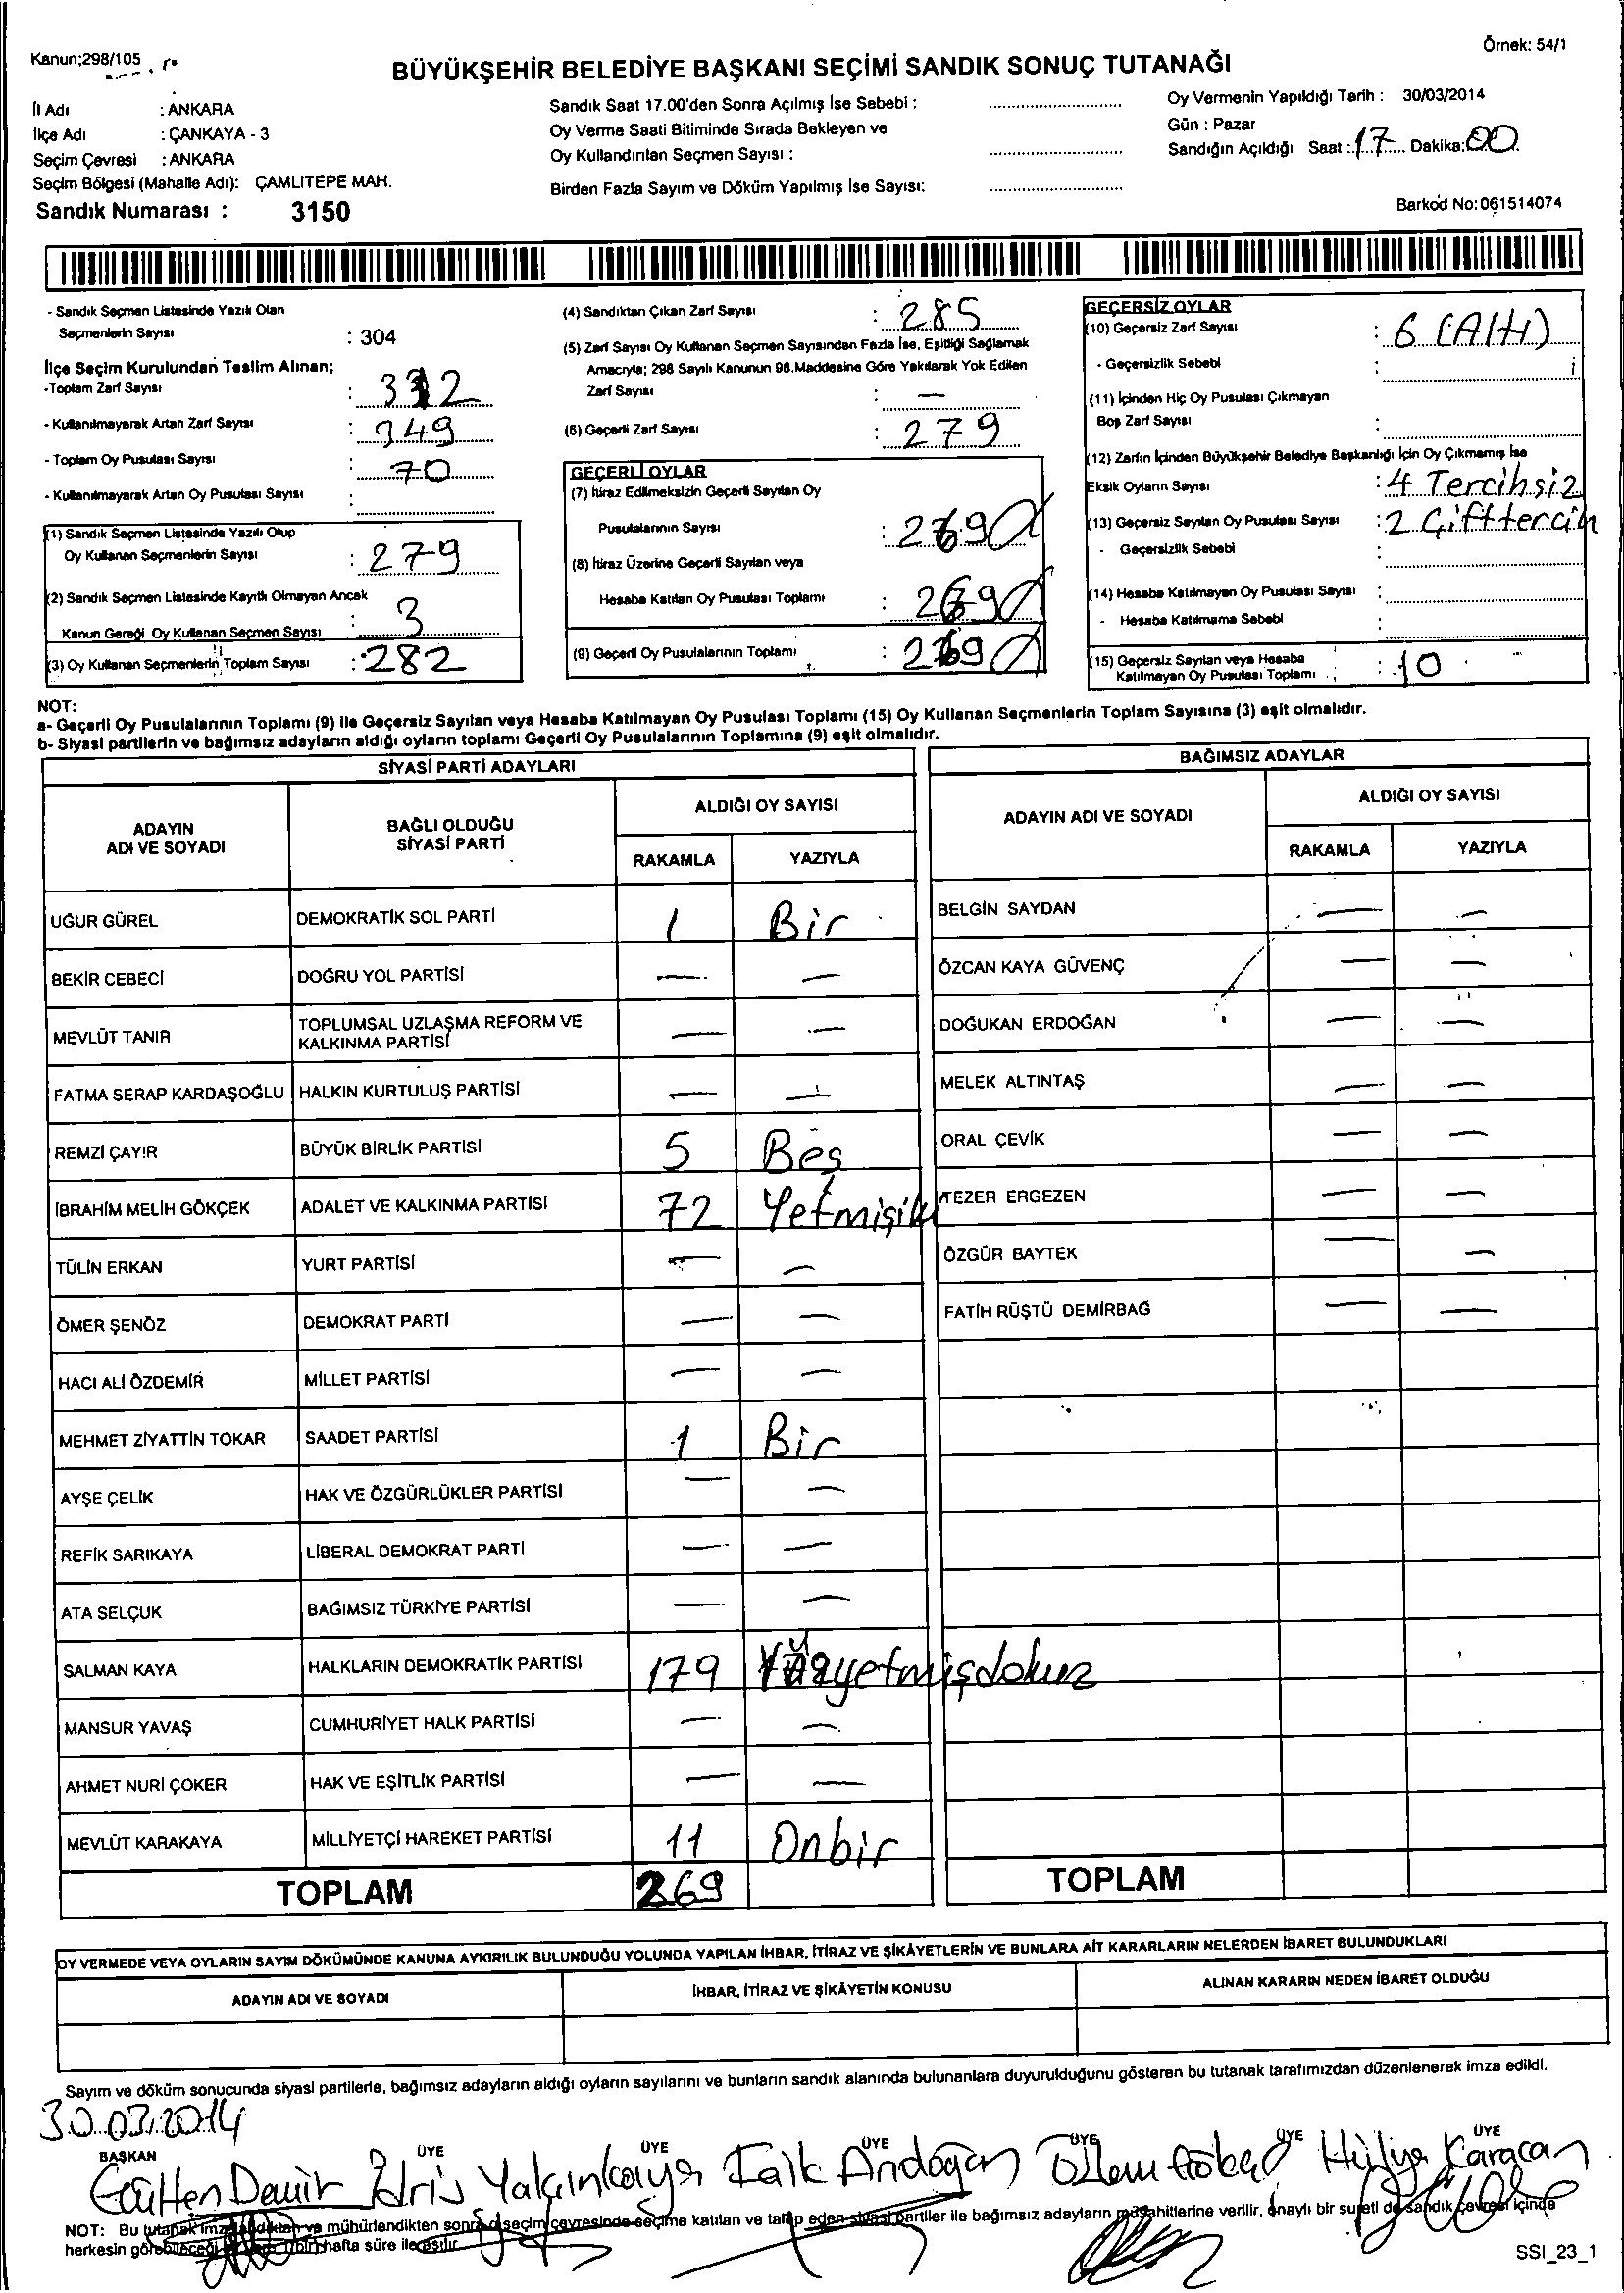 Kanun;298/105
Örnek: 54/1
BÜYÜKŞEHİR BELEDİYE BAŞKANI SEÇİMİ SANDIK SONUÇ TUTANAĞI
İl Adı : ANKARA
İlçe Adı : ÇANKAYA - 3
Seçim Çevresi : ANKARA
Seçim Bölgesi (Mahalle Adı): ÇAMLITEPE MAH.
Sandık Numarası : 3150
Sandık Saat 17.00'den Sonra Açılmış İse Sebebi :
Oy Verme Saati Bitiminde Sırada Bekleyen ve
Oy Kullandırılan Seçmen Sayısı :
Birden Fazla Sayım ve Döküm Yapılmış İse Sayısı:
Oy Vermenin Yapıldığı Tarih : 30/03/2014
Gün : Pazar
Sandığın Açıldığı Saat : 17 Dakika: 00
Barkod No:061514074
- Sandık Seçmen Listesinde Yazılı Olan
Seçmenlerin Sayısı : 304
İlçe Seçim Kurulundan Teslim Alınan;
-Toplam Zarf Sayısı
- Kullanılmayarak Artan Zarf Sayısı : 349
- Toplam Oy Pusulası Sayısı : 70
- Kullanılmayarak Artan Oy Pusulası Sayısı :
(1) Sandık Seçmen Listesinde Yazılı Olup
Oy Kullanan Seçmenlerin Sayısı : 279
(2) Sandık Seçmen Listesinde Kayıtlı Olmayan Ancak
Kanun Gereği Oy Kullanan Seçmen Sayısı : 3
(3) Oy Kullanan Seçmenlerin Toplam Sayısı : 282
(4) Sandıktan Çıkan Zarf Sayısı : 285
(5) Zarf Sayısı Oy Kullanan Seçmen Sayısından Fazla İse, Eşitliği Sağlamak
Amacıyla; 298 Sayılı Kanunun 98.Maddesine Göre Yakılarak Yok Edilen
Zarf Sayısı : —
(6) Geçerli Zarf Sayısı : 279
GEÇERLİ OYLAR
(7) İtiraz Edilmeksizin Geçerli Sayılan Oy
Pusulalarının Sayısı : 269
(8) İtiraz Üzerine Geçerli Sayılan veya
Hesaba Katılan Oy Pusulası Toplamı : 269
(9) Geçerli Oy Pusulalarının Toplamı : 269
GEÇERSİZ OYLAR
(10) Geçersiz Zarf Sayısı : 6 (Altı)
- Geçersizlik Sebebi :
(11) İçinden Hiç Oy Pusulası Çıkmayan
Boş Zarf Sayısı :
(12) Zarfın İçinden Büyükşehir Belediye Başkanlığı İçin Oy Çıkmamış İse
Eksik Oyların Sayısı : 4 Tercihsiz
(13) Geçersiz Sayılan Oy Pusulası Sayısı : 2 Çifttercih
- Geçersizlik Sebebi :
(14) Hesaba Katılmayan Oy Pusulası Sayısı :
- Hesaba Katılmama Sebebi :
(15) Geçersiz Sayılan veya Hesaba
Katılmayan Oy Pusulası Toplamı : 10
NOT:
a- Geçerli Oy Pusulalarının Toplamı (9) ile Geçersiz Sayılan veya Hesaba Katılmayan Oy Pusulası Toplamı (15) Oy Kullanan Seçmenlerin Toplam Sayısına (3) eşit olmalıdır.
b- Siyasi partilerin ve bağımsız adayların aldığı oyların toplamı Geçerli Oy Pusulalarının Toplamına (9) eşit olmalıdır.
SİYASİ PARTİ ADAYLARI
BAĞIMSIZ ADAYLAR
ADAYIN
ADI VE SOYADI
BAĞLI OLDUĞU
SİYASİ PARTİ
ALDIĞI OY SAYISI
RAKAMLA YAZIYLA
ADAYIN ADI VE SOYADI
ALDIĞI OY SAYISI
RAKAMLA YAZIYLA
UĞUR GÜREL DEMOKRATİK SOL PARTİ 1 Bir
BELGİN SAYDAN — —
BEKİR CEBECİ DOĞRU YOL PARTİSİ — —
ÖZCAN KAYA GÜVENÇ — —
MEVLÜT TANIR TOPLUMSAL UZLAŞMA REFORM VE
KALKINMA PARTİSİ — —
DOĞUKAN ERDOĞAN — —
FATMA SERAP KARDAŞOĞLU HALKIN KURTULUŞ PARTİSİ — —
MELEK ALTINTAŞ — —
REMZİ ÇAYIR BÜYÜK BİRLİK PARTİSİ 5 Beş
ORAL ÇEVİK — —
İBRAHİM MELİH GÖKÇEK ADALET VE KALKINMA PARTİSİ 72 Yetmişiki
TEZER ERGEZEN — —
TÜLİN ERKAN YURT PARTİSİ — —
ÖZGÜR BAYTEK — —
ÖMER ŞENÖZ DEMOKRAT PARTİ — —
FATİH RÜŞTÜ DEMİRBAĞ — —
HACI ALİ ÖZDEMİR MİLLET PARTİSİ — —
MEHMET ZİYATTİN TOKAR SAADET PARTİSİ 1 Bir
AYŞE ÇELİK HAK VE ÖZGÜRLÜKLER PARTİSİ — —
REFİK SARIKAYA LİBERAL DEMOKRAT PARTİ — —
ATA SELÇUK BAĞIMSIZ TÜRKİYE PARTİSİ — —
SALMAN KAYA HALKLARIN DEMOKRATİK PARTİSİ 179 Yüzyetmişdokuz
MANSUR YAVAŞ CUMHURİYET HALK PARTİSİ — —
AHMET NURİ ÇOKER HAK VE EŞİTLİK PARTİSİ — —
MEVLÜT KARAKAYA MİLLİYETÇİ HAREKET PARTİSİ 11 Onbir
TOPLAM 269
TOPLAM
OY VERMEDE VEYA OYLARIN SAYIM DÖKÜMÜNDE KANUNA AYKIRILIK BULUNDUĞU YOLUNDA YAPILAN İHBAR, İTİRAZ VE ŞİKÂYETLERİN VE BUNLARA AİT KARARLARIN NELERDEN İBARET BULUNDUKLARI
ADAYIN ADI VE SOYADI İHBAR, İTİRAZ VE ŞİKÂYETİN KONUSU ALINAN KARARIN NEDEN İBARET OLDUĞU
Sayım ve döküm sonucunda siyasi partilerle, bağımsız adayların aldığı oyların sayılarını ve bunların sandık alanında bulunanlara duyurulduğunu gösteren bu tutanak tarafımızdan düzenlenerek imza edildi.
30.03.2014
BAŞKAN ÜYE ÜYE ÜYE ÜYE ÜYE ÜYE
Gülten Demir İdris Yalçınkaya Faik Andoğan Özlem Hülya Karacan
NOT: Bu tutanak imzalandıktan ve mühürlendikten sonra seçim çevresinde seçime katılan ve talep eden siyasi partiler ile bağımsız adayların müşahitlerine verilir, onaylı bir sureti de sandık çevresi içinde
herkesin görebileceği bir hafta süre ile asılır.
SSI_23_1